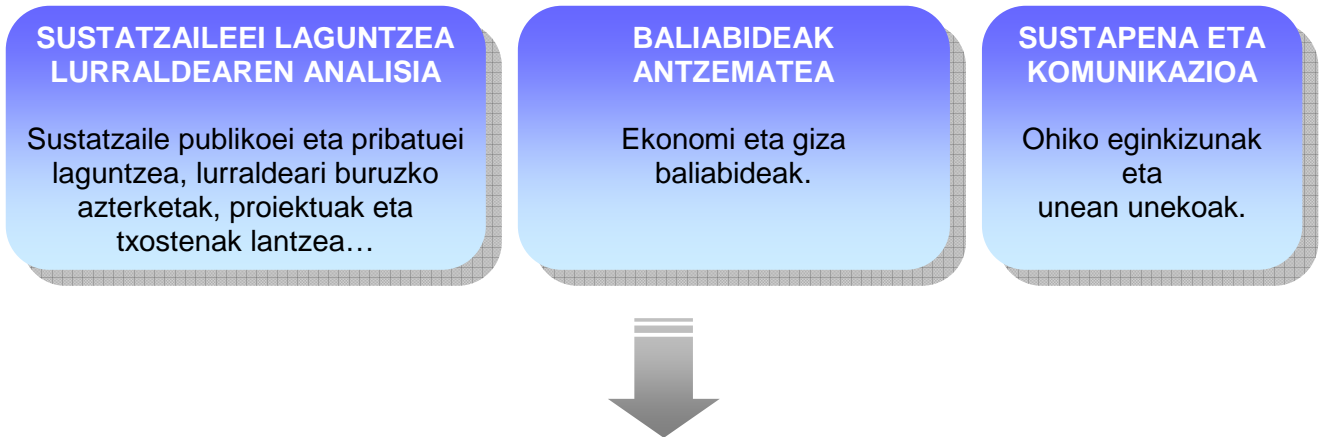 SUSTATZAILEEI LAGUNTZEA
LURRALDEAREN ANALISIA
Sustatzaile publikoei eta pribatuei
laguntzea, lurraldeari buruzko
azterketak, proiektuak eta
txostenak lantzea…
BALIABIDEAK
ANTZEMATEA
Ekonomi eta giza
baliabideak.
SUSTAPENA ETA
KOMUNIKAZIOA
Ohiko eginkizunak
eta
unean unekoak.